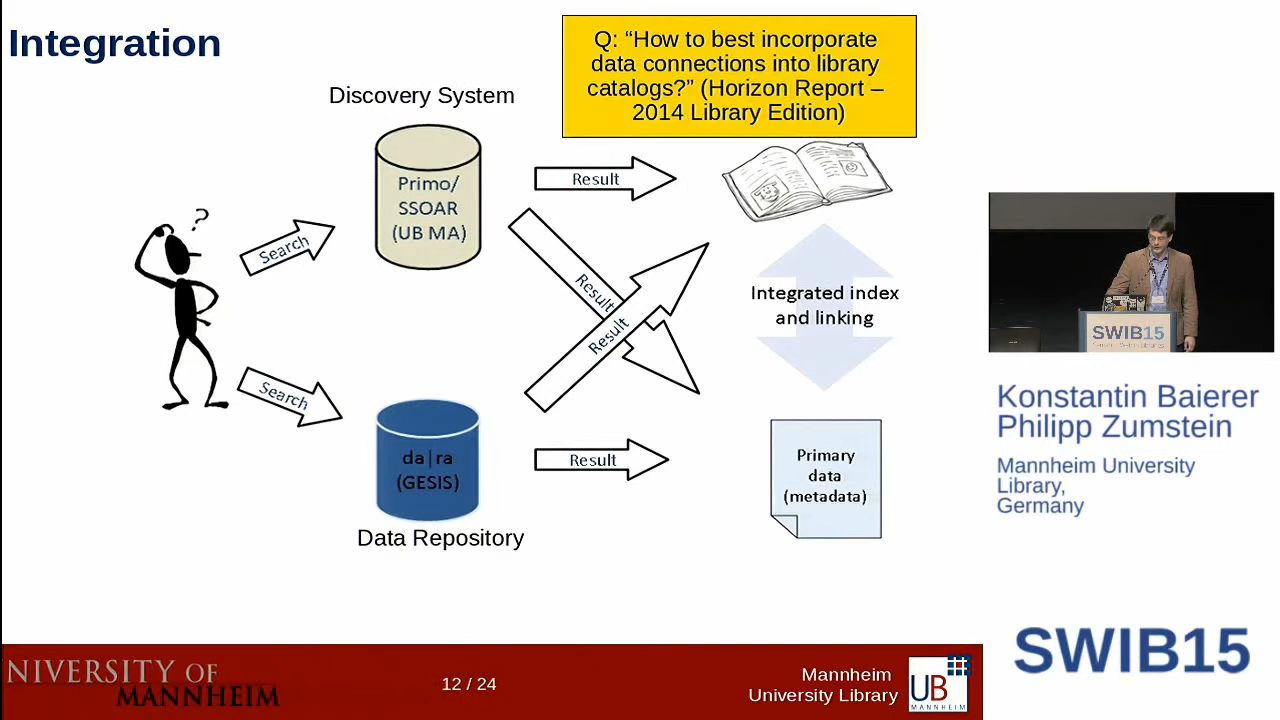 Integration
Q: “How to best incorporate
data connections into library
catalogs?” (Horizon Report –
2014 Library Edition)
Discovery System
Primo/
SSOAR
(UB MA)
?
Search
Result
Result
Result
Integrated index
and linking
Search
da|ra
(GESIS)
Result
Primary
data
(metadata)
Data Repository
SWIB15
Konstantin Baierer
Philipp Zumstein
Mannheim University
Library,
Germany
SWIB15
NIVERSITY OF
MANNHEIM
12 / 24
Mannheim
University Library
UB
MANNHEIM